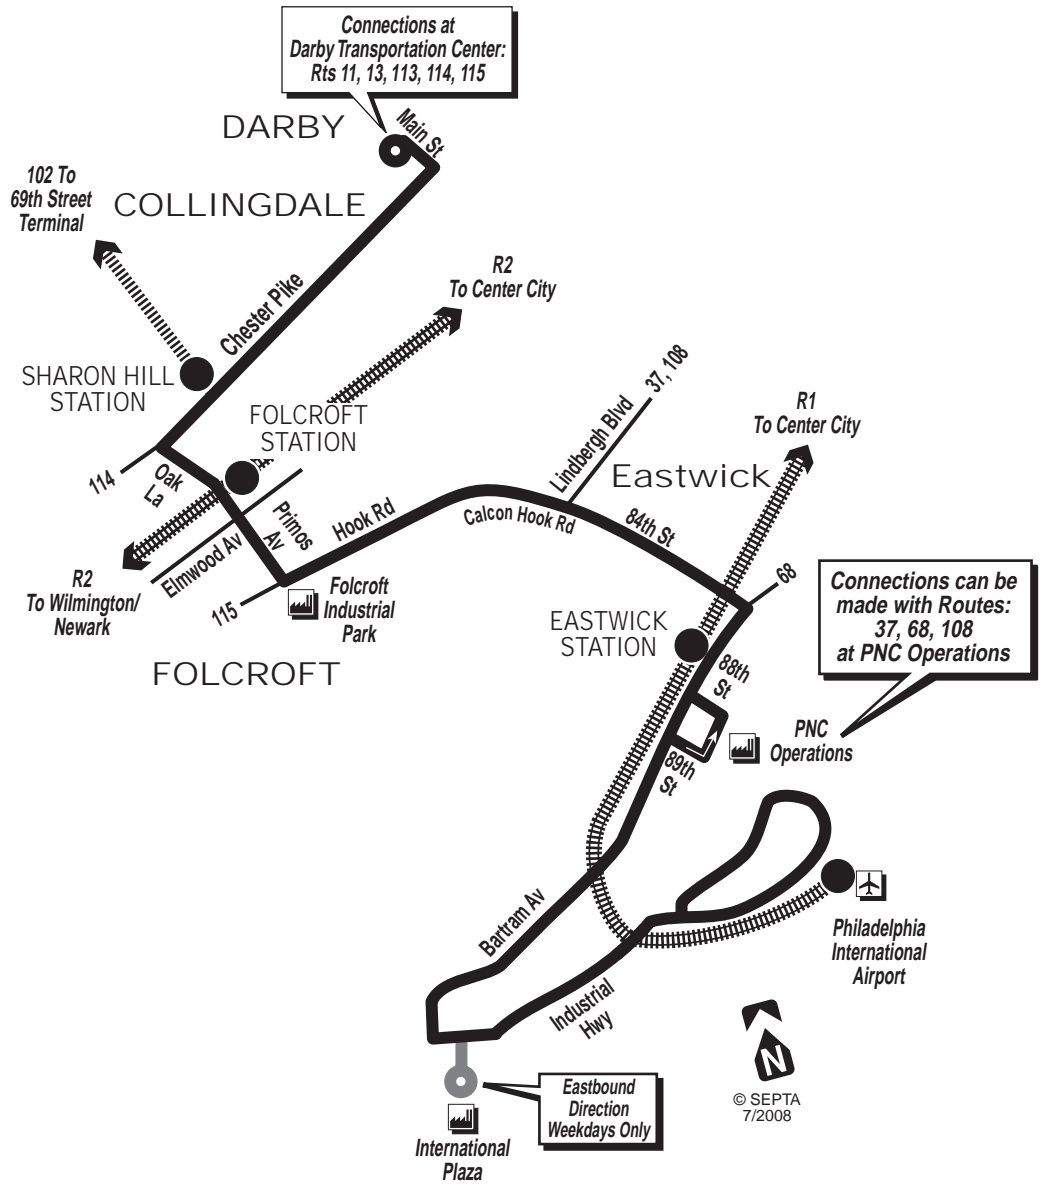 Connections at
Darby Transportation Center:
Rts 11, 13, 113, 114, 115
DARBY
Main St
102 To
69th Street
Terminal
COLLINGDALE
R2
To Center City
Chester Pike
SHARON HILL
STATION
FOLCROFT
STATION
37, 108
Lindbergh Blvd
R1
To Center City
Eastwick
114
Oak
La
Primos
Av
Hook Rd
Calcon Hook Rd
84th St
Elmwood Av
R2
To Wilmington/
Newark
115
Folcroft
Industrial
Park
68
EASTWICK
STATION
Connections can be
made with Routes:
37, 68, 108
at PNC Operations
FOLCROFT
88th
St
PNC
Operations
89th
St
Bartram Av
Philadelphia
International
Airport
Industrial
Hwy
N
© SEPTA
7/2008
Eastbound
Direction
Weekdays Only
International
Plaza